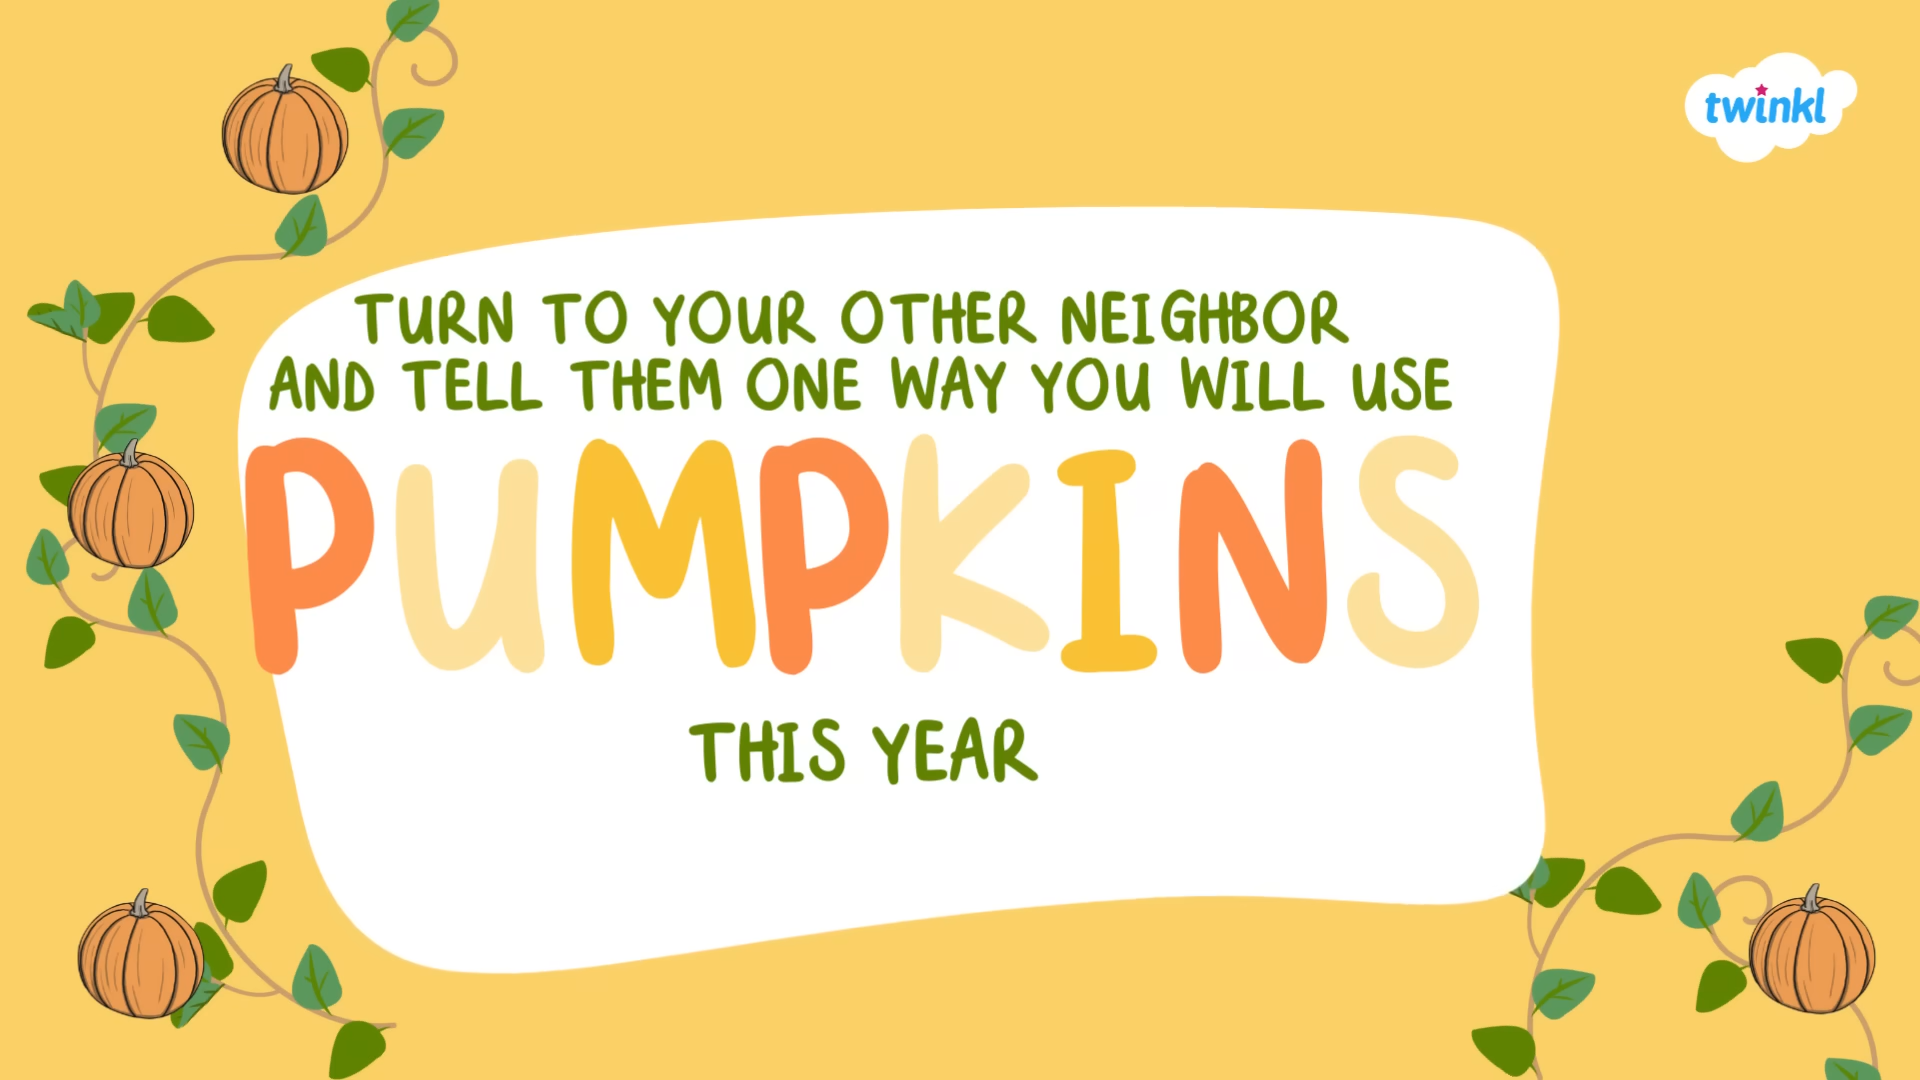 twinkl
TURN TO YOUR OTHER NEIGHBOR
AND TELL THEM ONE WAY YOU WILL USE
PUMPKINS
THIS YEAR